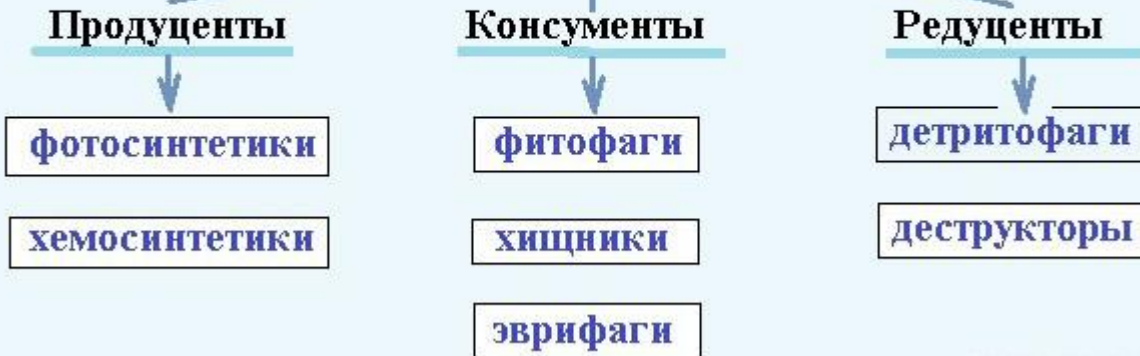 Продуценты
Консументы
Редуценты
фотосинтетики
фитофаги
детритофаги
хемосинтетики
хищники
деструкторы
эврифаги